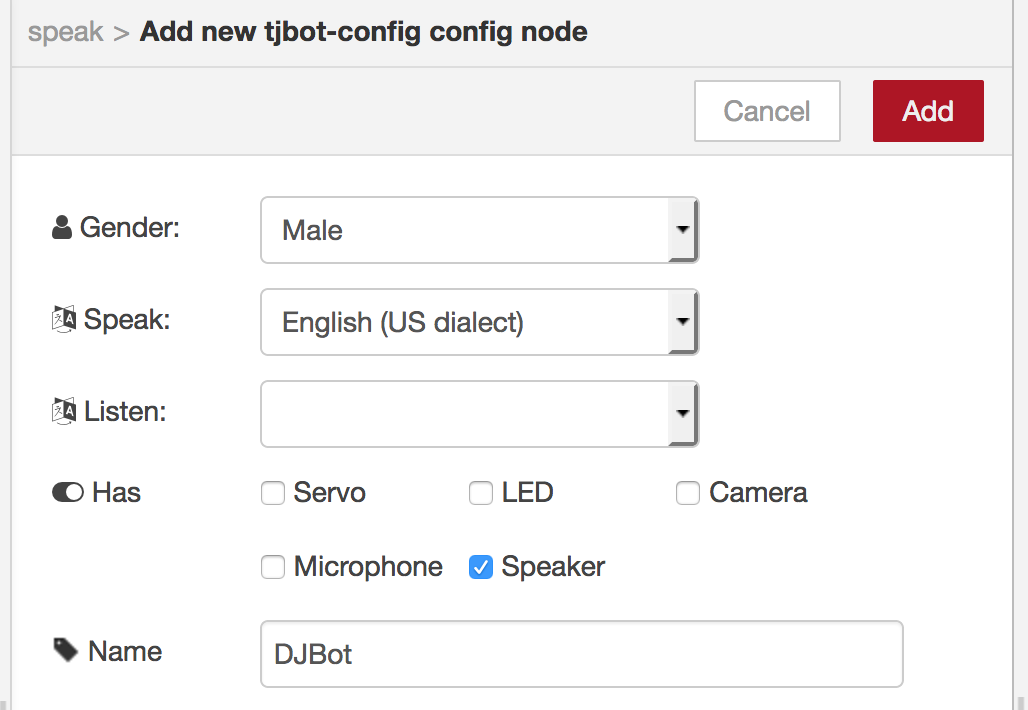 speak > Add new tjbot-config config node
Cancel Add
Gender: Male
Speak: English (US dialect)
Listen:
Has Servo LED Camera
Microphone Speaker
Name DJBot